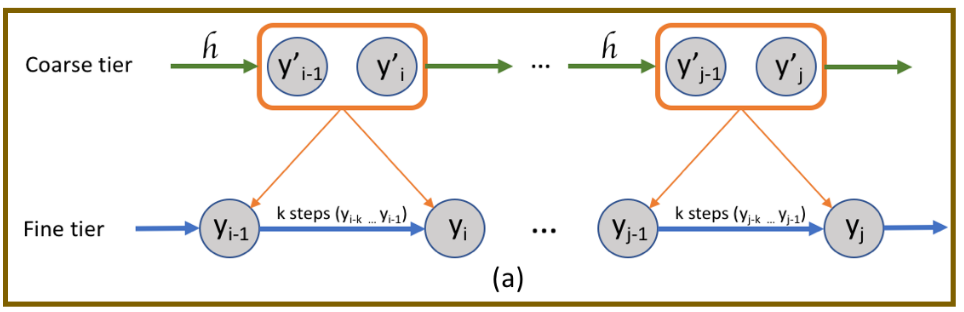 Coarse tier
ℏ
y'i-1
y'i
...
ℏ
y'j-1
y'j
Fine tier
yi-1
k steps (yi-k ... yi-1)
yi
...
yj-1
k steps (yj-k ... yj-1)
yj
(a)